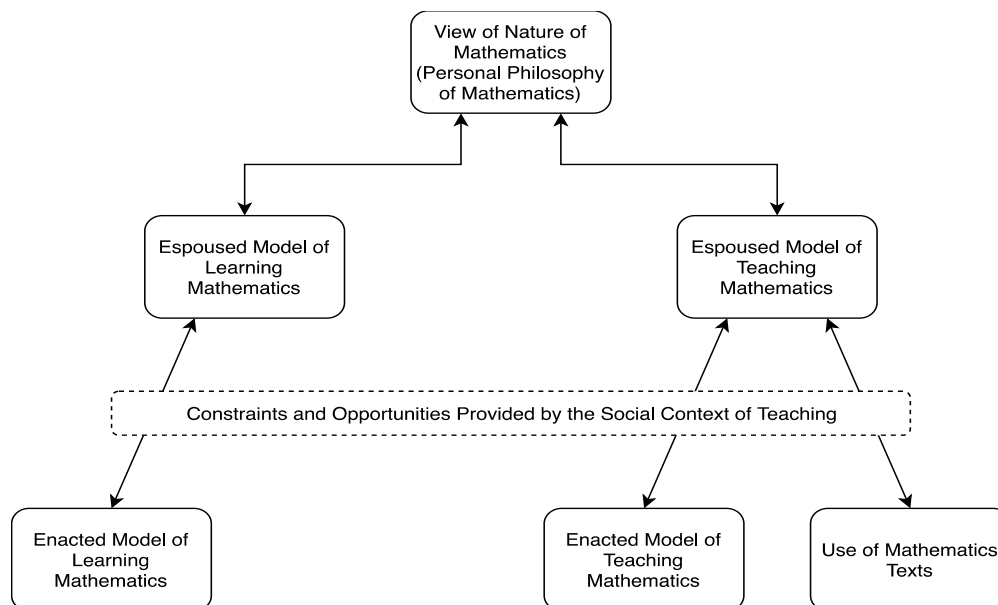 View of Nature of
Mathematics
(Personal Philosophy
of Mathematics)
Espoused Model of
Learning
Mathematics
Espoused Model of
Teaching
Mathematics
Constraints and Opportunities Provided by the Social Context of Teaching
Enacted Model of
Learning
Mathematics
Enacted Model of
Teaching
Mathematics
Use of Mathematics
Texts